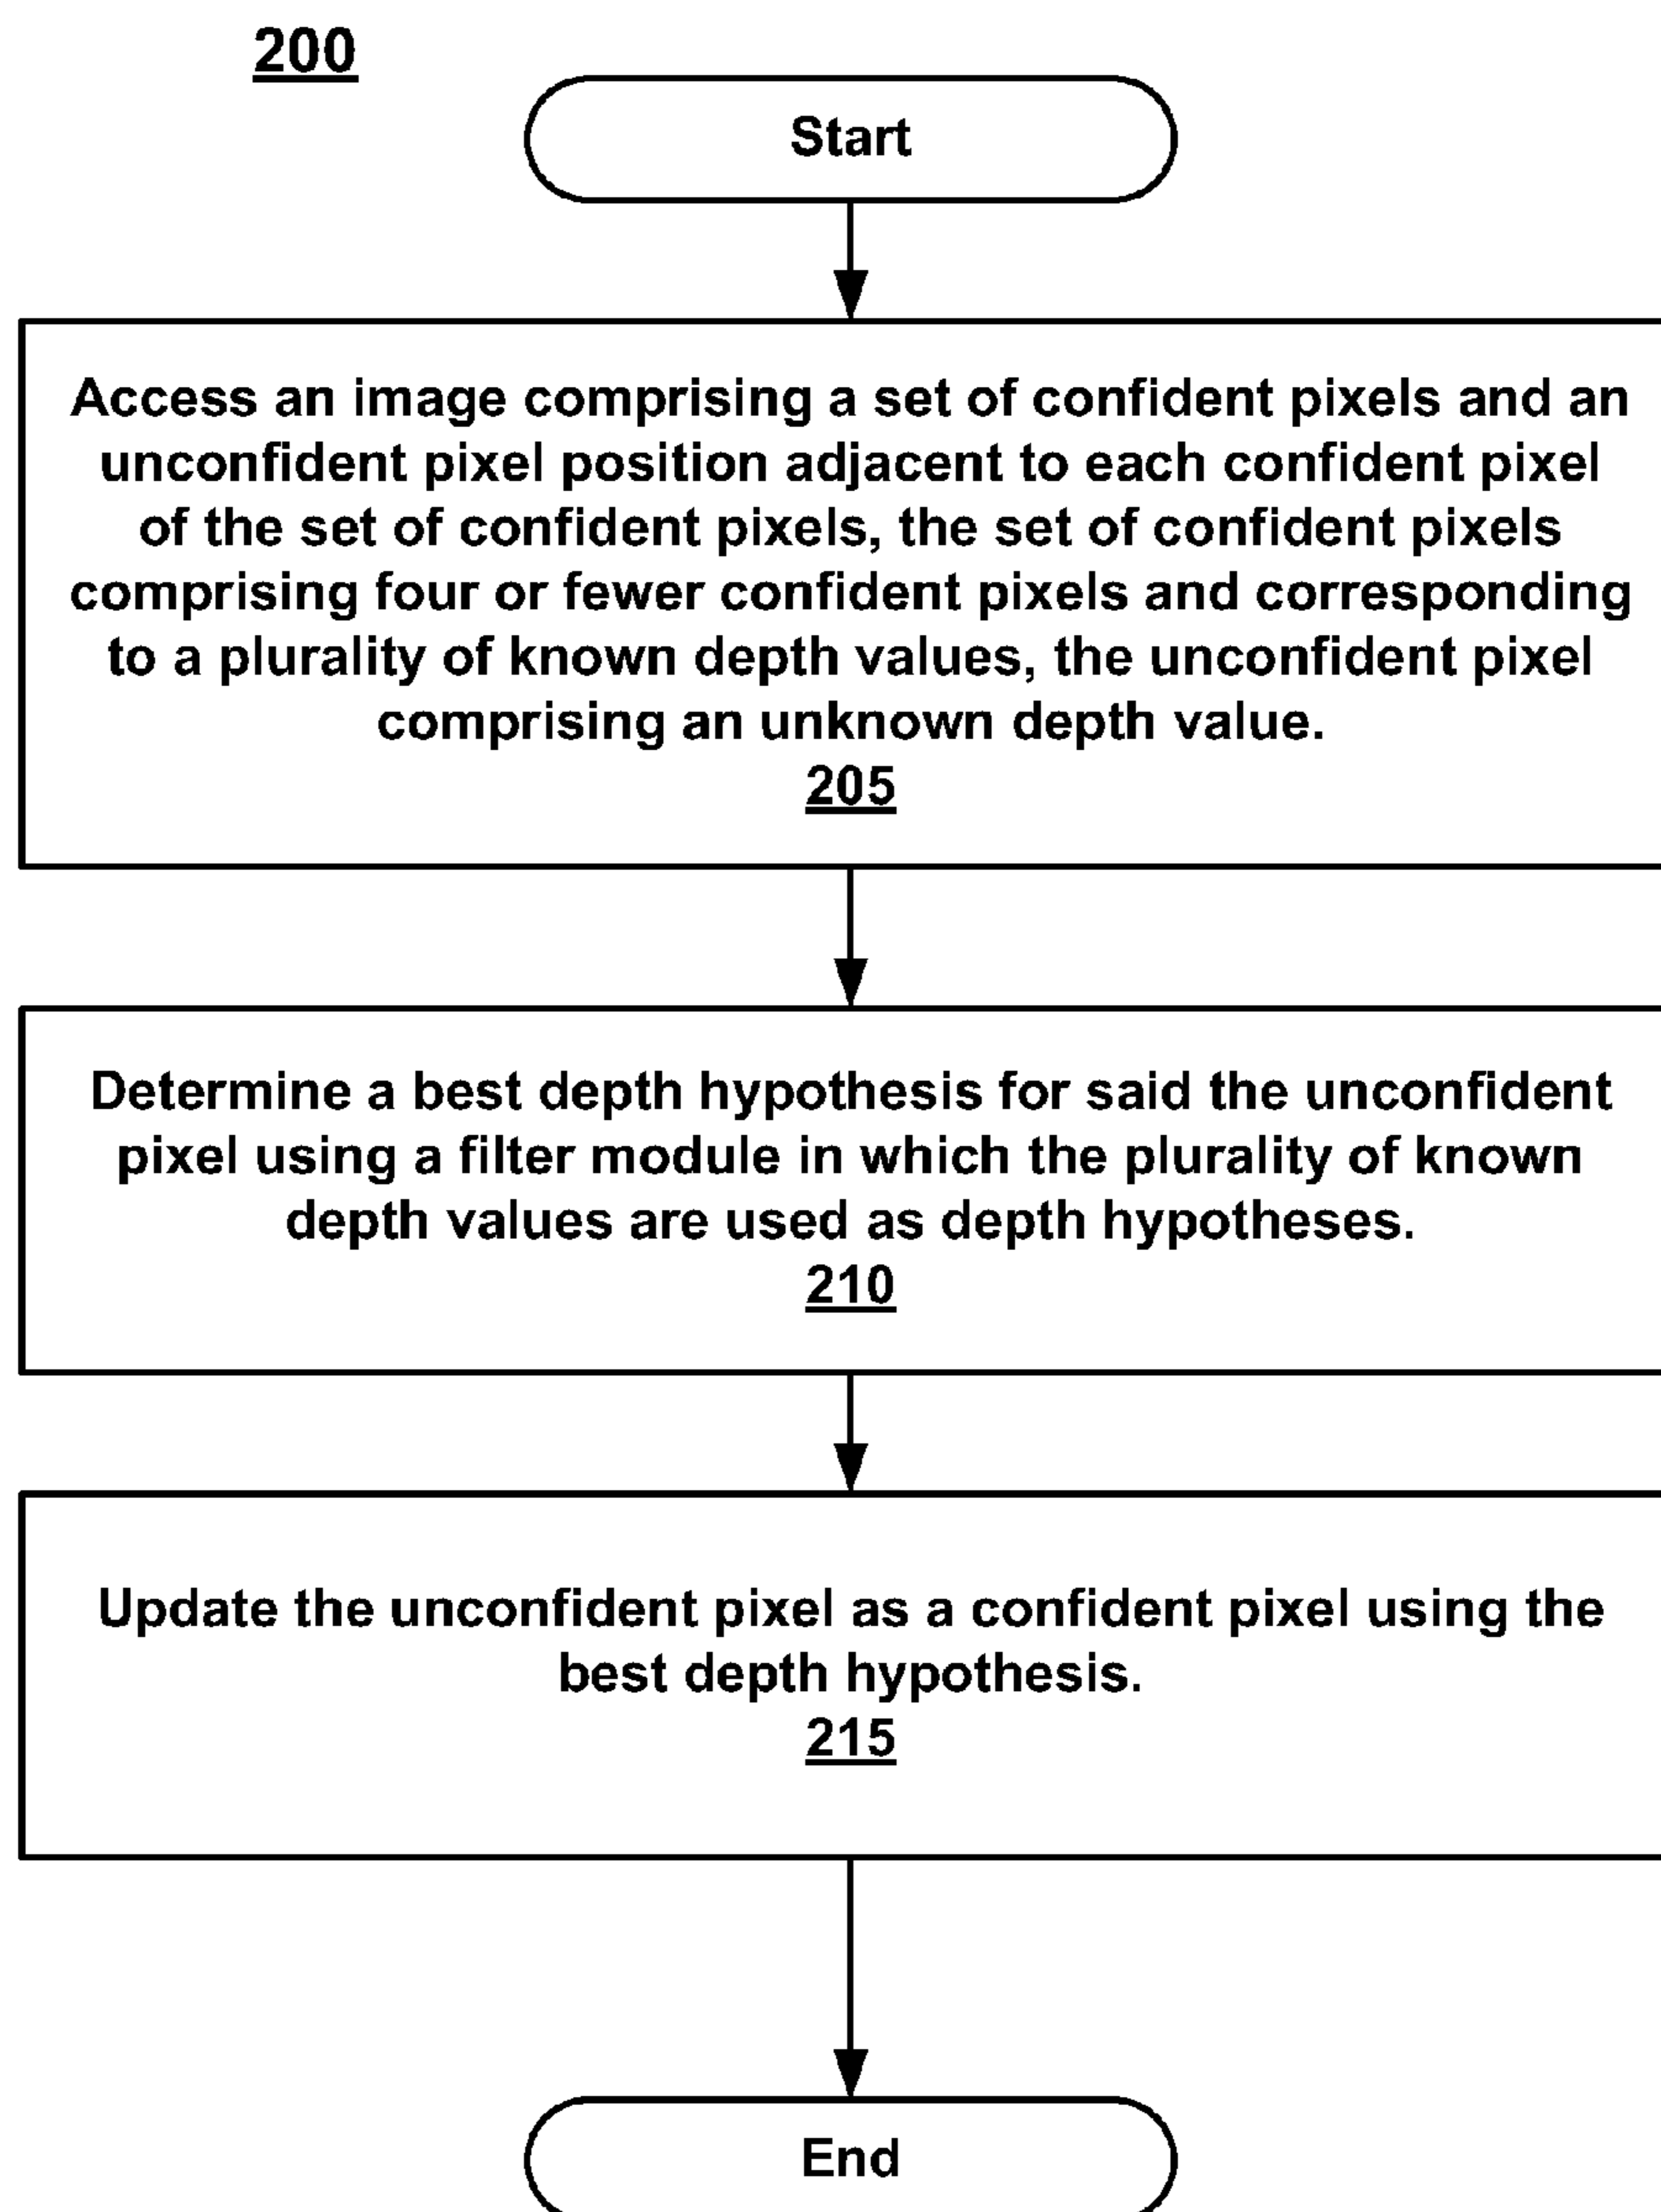 200
Start
Access an image comprising a set of confident pixels and an
unconfident pixel position adjacent to each confident pixel
of the set of confident pixels, the set of confident pixels
comprising four or fewer confident pixels and corresponding
to a plurality of known depth values, the unconfident pixel
comprising an unknown depth value.
205
Determine a best depth hypothesis for said the unconfident
pixel using a filter module in which the plurality of known
depth values are used as depth hypotheses.
210
Update the unconfident pixel as a confident pixel using the
best depth hypothesis.
215
End